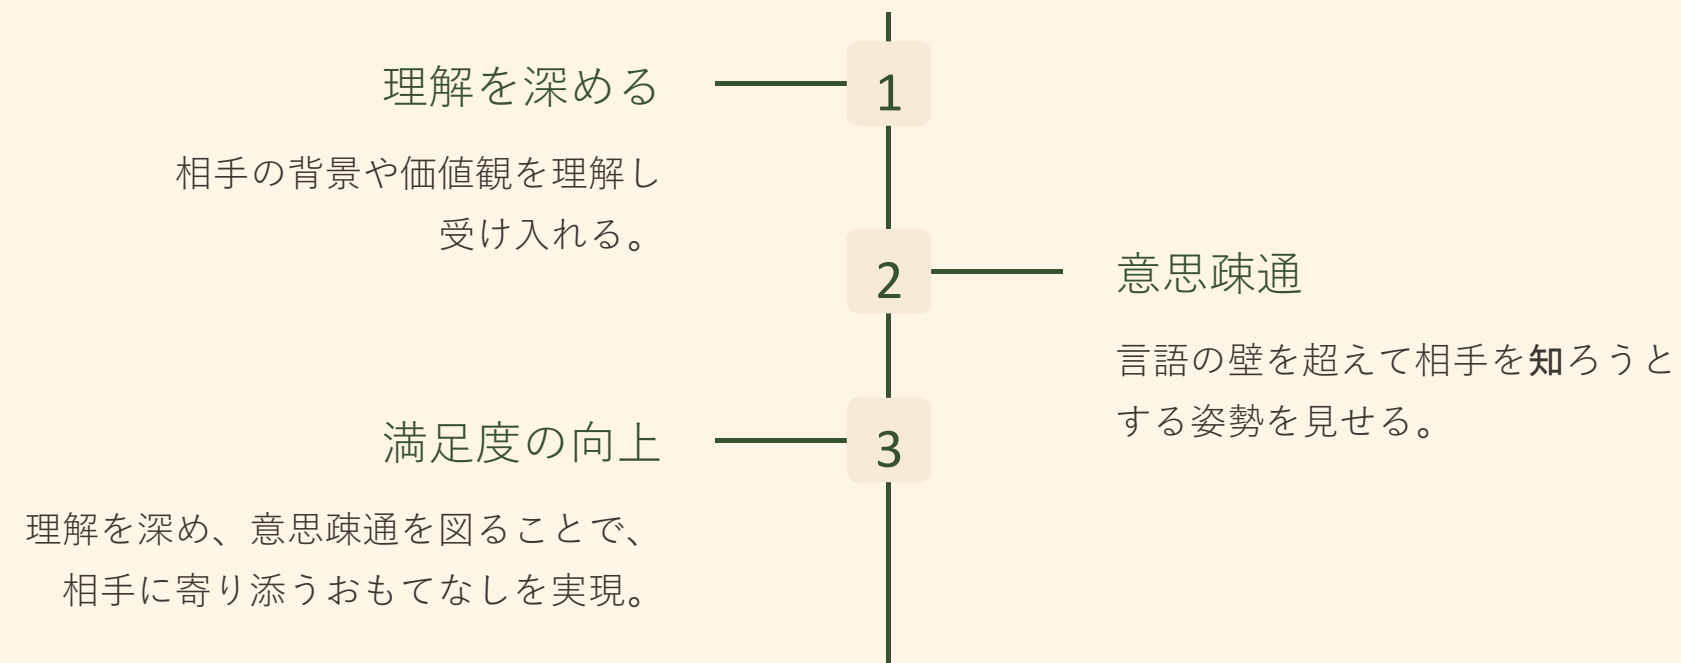 理解を深める
1
相手の背景や価値観を理解し
受け入れる。
2
意思疎通
言語の壁を超えて相手を知ろうと
する姿勢を見せる。
満足度の向上
3
理解を深め、意思疎通を図ることで、
相手に寄り添うおもてなしを実現。